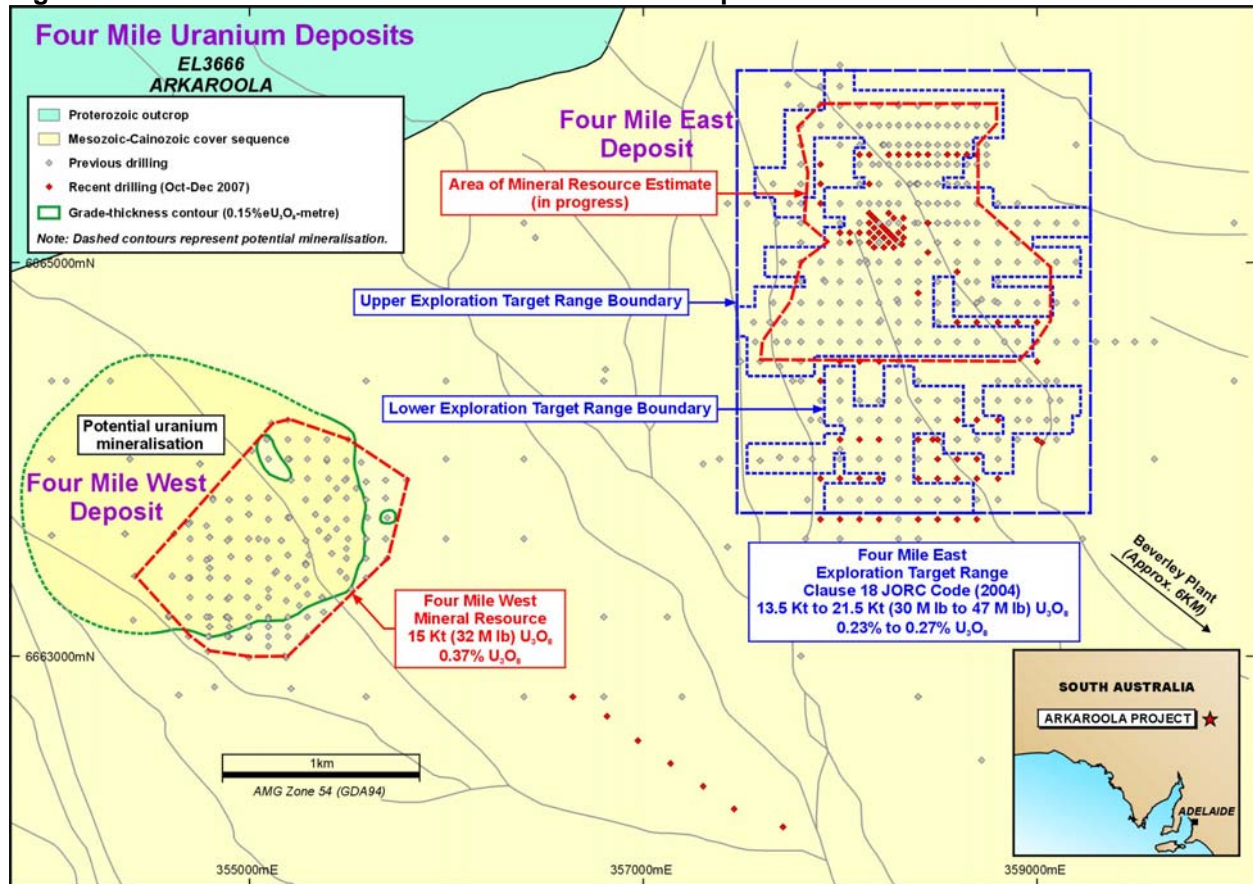 Four Mile Uranium Deposits
EL3666
ARKAROOLA
Proterozoic outcrop
Mesozoic-Cainozoic cover sequence
Previous drilling
Recent drilling (Oct-Dec 2007)
Grade-thickness contour (0.15%eU₃O₈-metre)
Note: Dashed contours represent potential mineralisation.
Four Mile East
Deposit
Area of Mineral Resource Estimate
(in progress)
6665000mN
Upper Exploration Target Range Boundary
Lower Exploration Target Range Boundary
Potential uranium
mineralisation
Four Mile West
Deposit
Four Mile West
Mineral Resource
15 Kt (32 M lb) U₃O₈
0.37% U₃O₈
Four Mile East
Exploration Target Range
Clause 18 JORC Code (2004)
13.5 Kt to 21.5 Kt (30 M lb to 47 M lb) U₃O₈
0.23% to 0.27% U₃O₈
Beverley Plant
(Approx. 6KM)
6663000mN
1km
AMG Zone 54 (GDA94)
SOUTH AUSTRALIA
ARKAROOLA PROJECT
ADELAIDE
355000mE
357000mE
359000mE